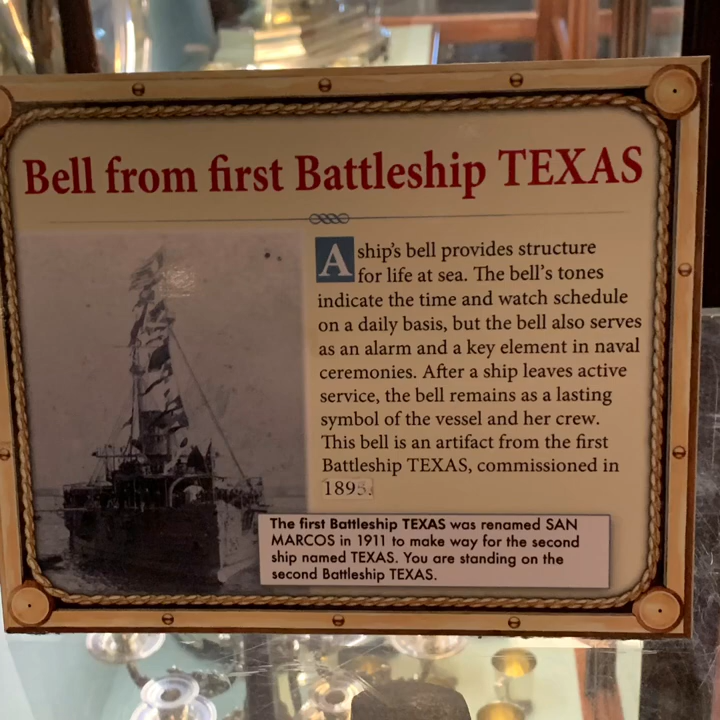 Bell from first Battleship TEXAS
A ship's bell provides structure
for life at sea. The bell's tones
indicate the time and watch schedule
on a daily basis, but the bell also serves
as an alarm and a key element in naval
ceremonies. After a ship leaves active
service, the bell remains as a lasting
symbol of the vessel and her crew.
This bell is an artifact from the first
Battleship TEXAS, commissioned in
1895.
The first Battleship TEXAS was renamed SAN
MARCOS in 1911 to make way for the second
ship named TEXAS. You are standing on the
second Battleship TEXAS.